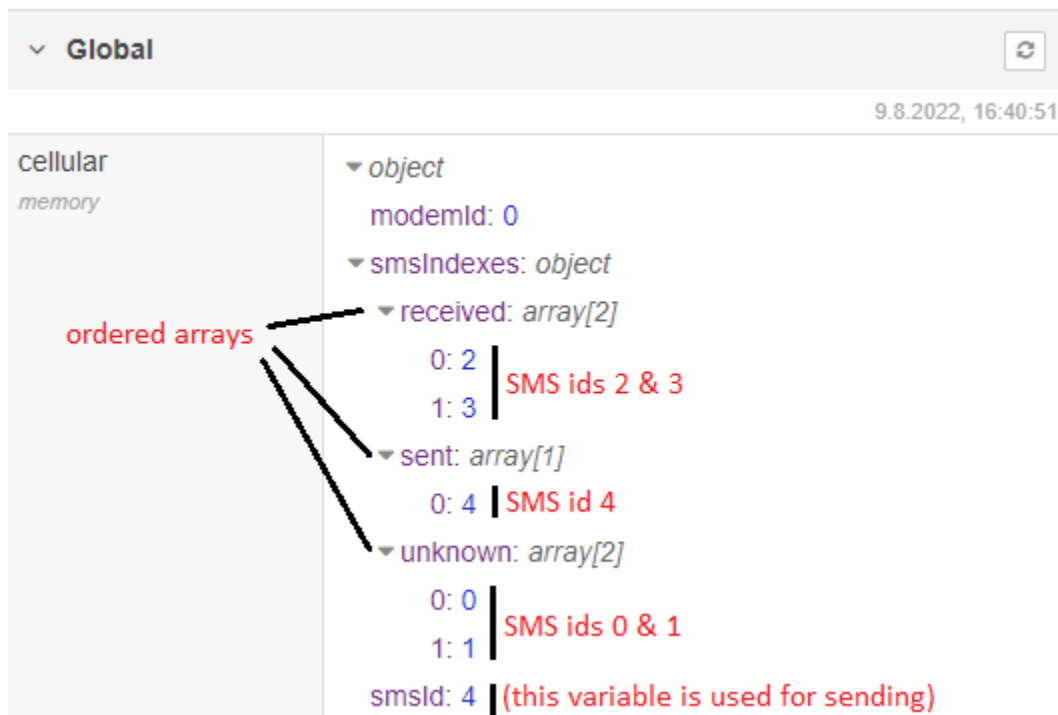 Global
9.8.2022, 16:40:51
cellular
memory
object
modemId: 0
smsIndexes: object
received: array[2]
ordered arrays
0: 2
SMS ids 2 & 3
1: 3
sent: array[1]
0: 4 SMS id 4
unknown: array[2]
0: 0
SMS ids 0 & 1
1: 1
smsId: 4 (this variable is used for sending)